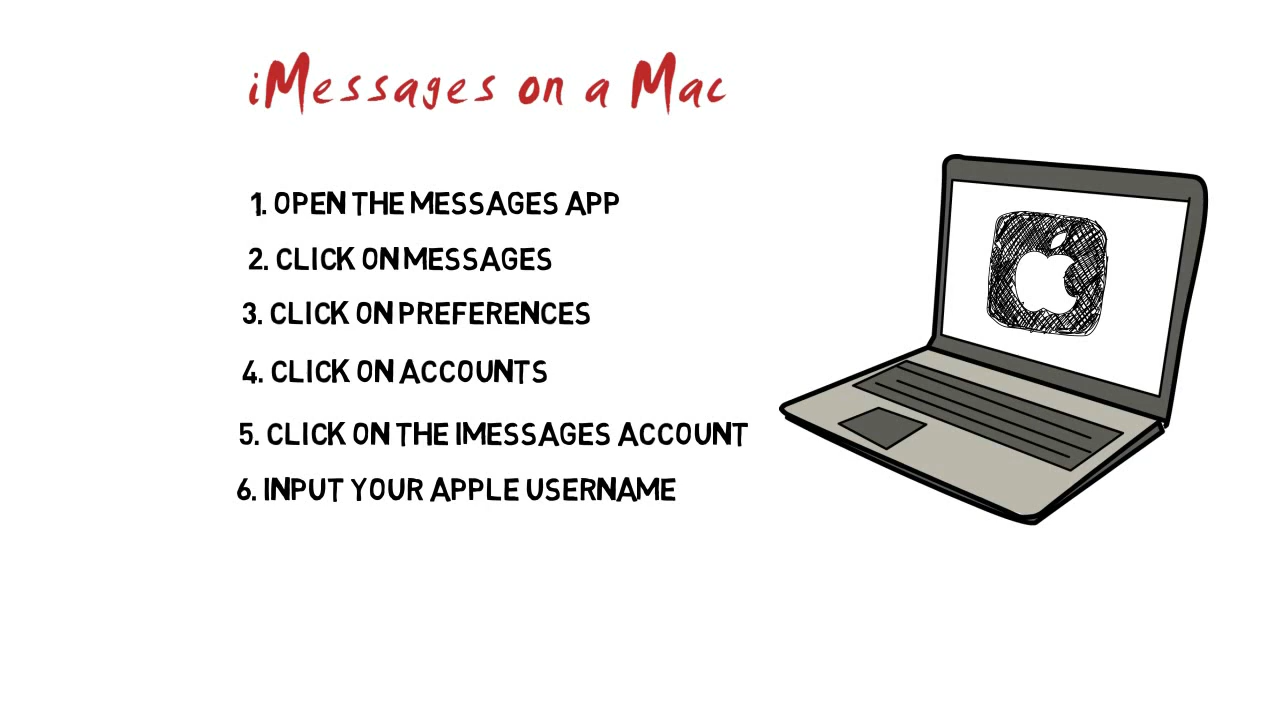 iMessages on a Mac
1. OPEN THE MESSAGES APP
2. CLICK ON MESSAGES
3. CLICK ON PREFERENCES
4. CLICK ON ACCOUNTS
5. CLICK ON THE IMESSAGES ACCOUNT
6. INPUT YOUR APPLE USERNAME